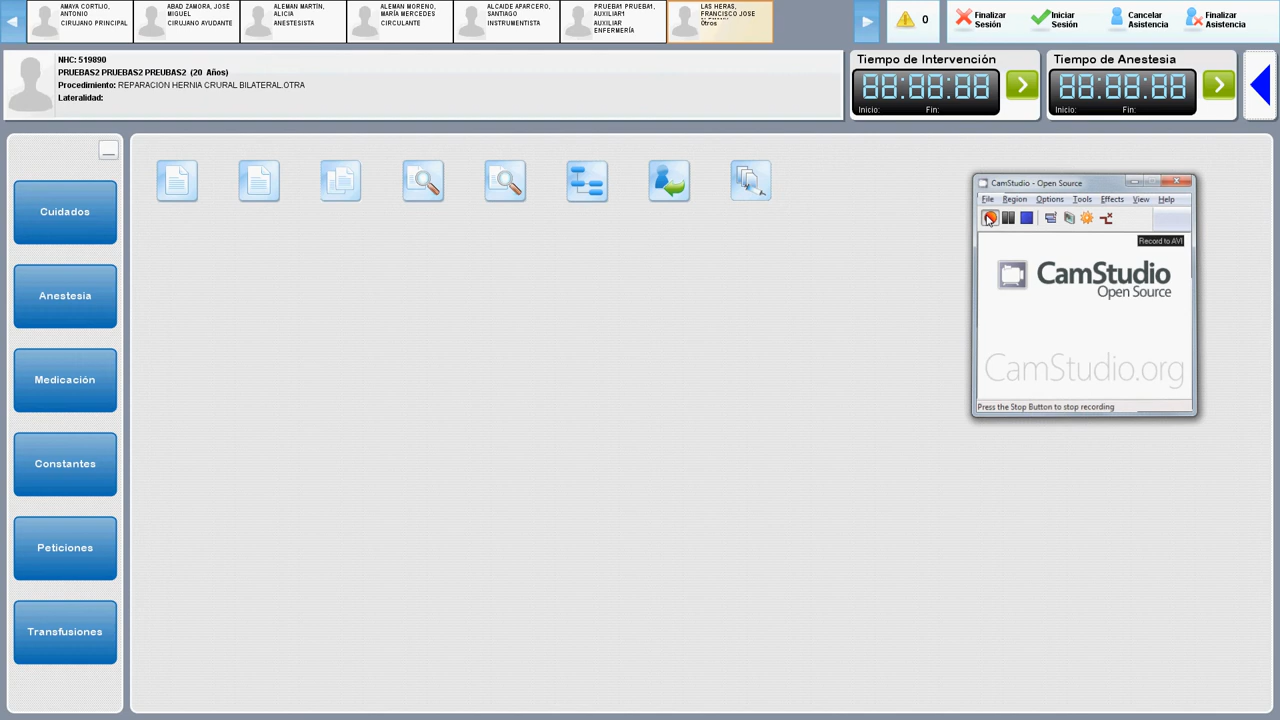 AMAYA CORTIJO,
ANTONIO
CIRUJANO PRINCIPAL
ABAD ZAMORA, JOSÉ
MIGUEL
CIRUJANO AYUDANTE
ALEMAN MARTÍN,
ALICIA
ANESTESISTA
ALEMAN MORENO,
MARÍA MERCEDES
CIRCULANTE
ALCAIDE APARCERO,
SANTIAGO
INSTRUMENTISTA
PRUEBA$ PRUEBA1,
AUXILIAR1
AUXILIAR
ENFERMERÍA
LAS HERAS,
FRANCISCO JOSE
Otros
0
Finalizar
Sesión
Iniciar
Sesión
Cancelar
Asistencia
Finalizar
Asistencia
NHC: 519890
PRUEBAS2 PRUEBAS2 PREUBAS2 (20 Años)
Procedimiento: REPARACION HERNIA CRURAL BILATERAL.OTRA
Lateralidad:
Tiempo de Intervención
88:88:88
Inicio: Fin:
Tiempo de Anestesia
88:88:88
Inicio: Fin:
Cuidados
Anestesia
Medicación
Constantes
Peticiones
Transfusiones
CamStudio - Open Source
File Region Options Tools Effects View Help
Record to AVI
CamStudio
Open Source
CamStudio.org
Press the Stop Button to stop recording